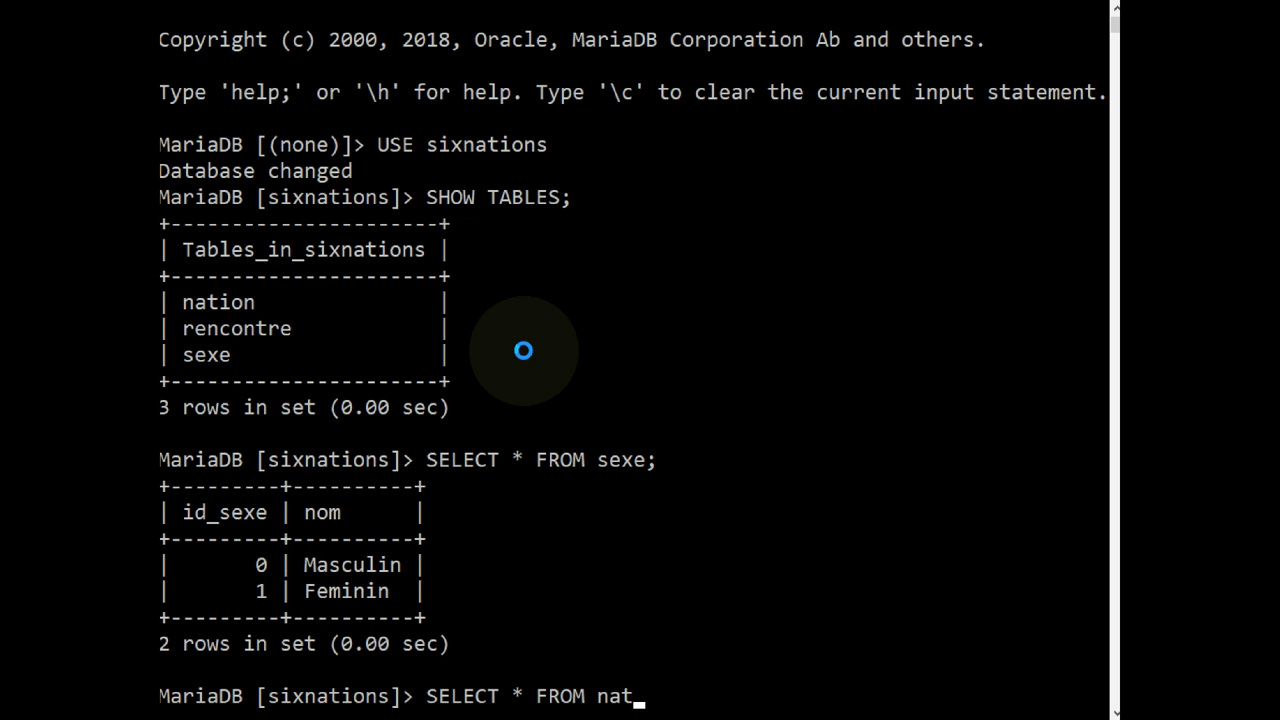 Copyright (c) 2000, 2018, Oracle, MariaDB Corporation Ab and others.
Type 'help;' or '\h' for help. Type '\c' to clear the current input statement.
MariaDB [(none)]> USE sixnations
Database changed
MariaDB [sixnations]> SHOW TABLES;
+----------------------+
| Tables_in_sixnations |
+----------------------+
| nation               |
| rencontre            |
| sexe                 |
+----------------------+
3 rows in set (0.00 sec)
MariaDB [sixnations]> SELECT * FROM sexe;
+---------+----------+
| id_sexe | nom      |
+---------+----------+
|       0 | Masculin |
|       1 | Feminin  |
+---------+----------+
2 rows in set (0.00 sec)
MariaDB [sixnations]> SELECT * FROM nat